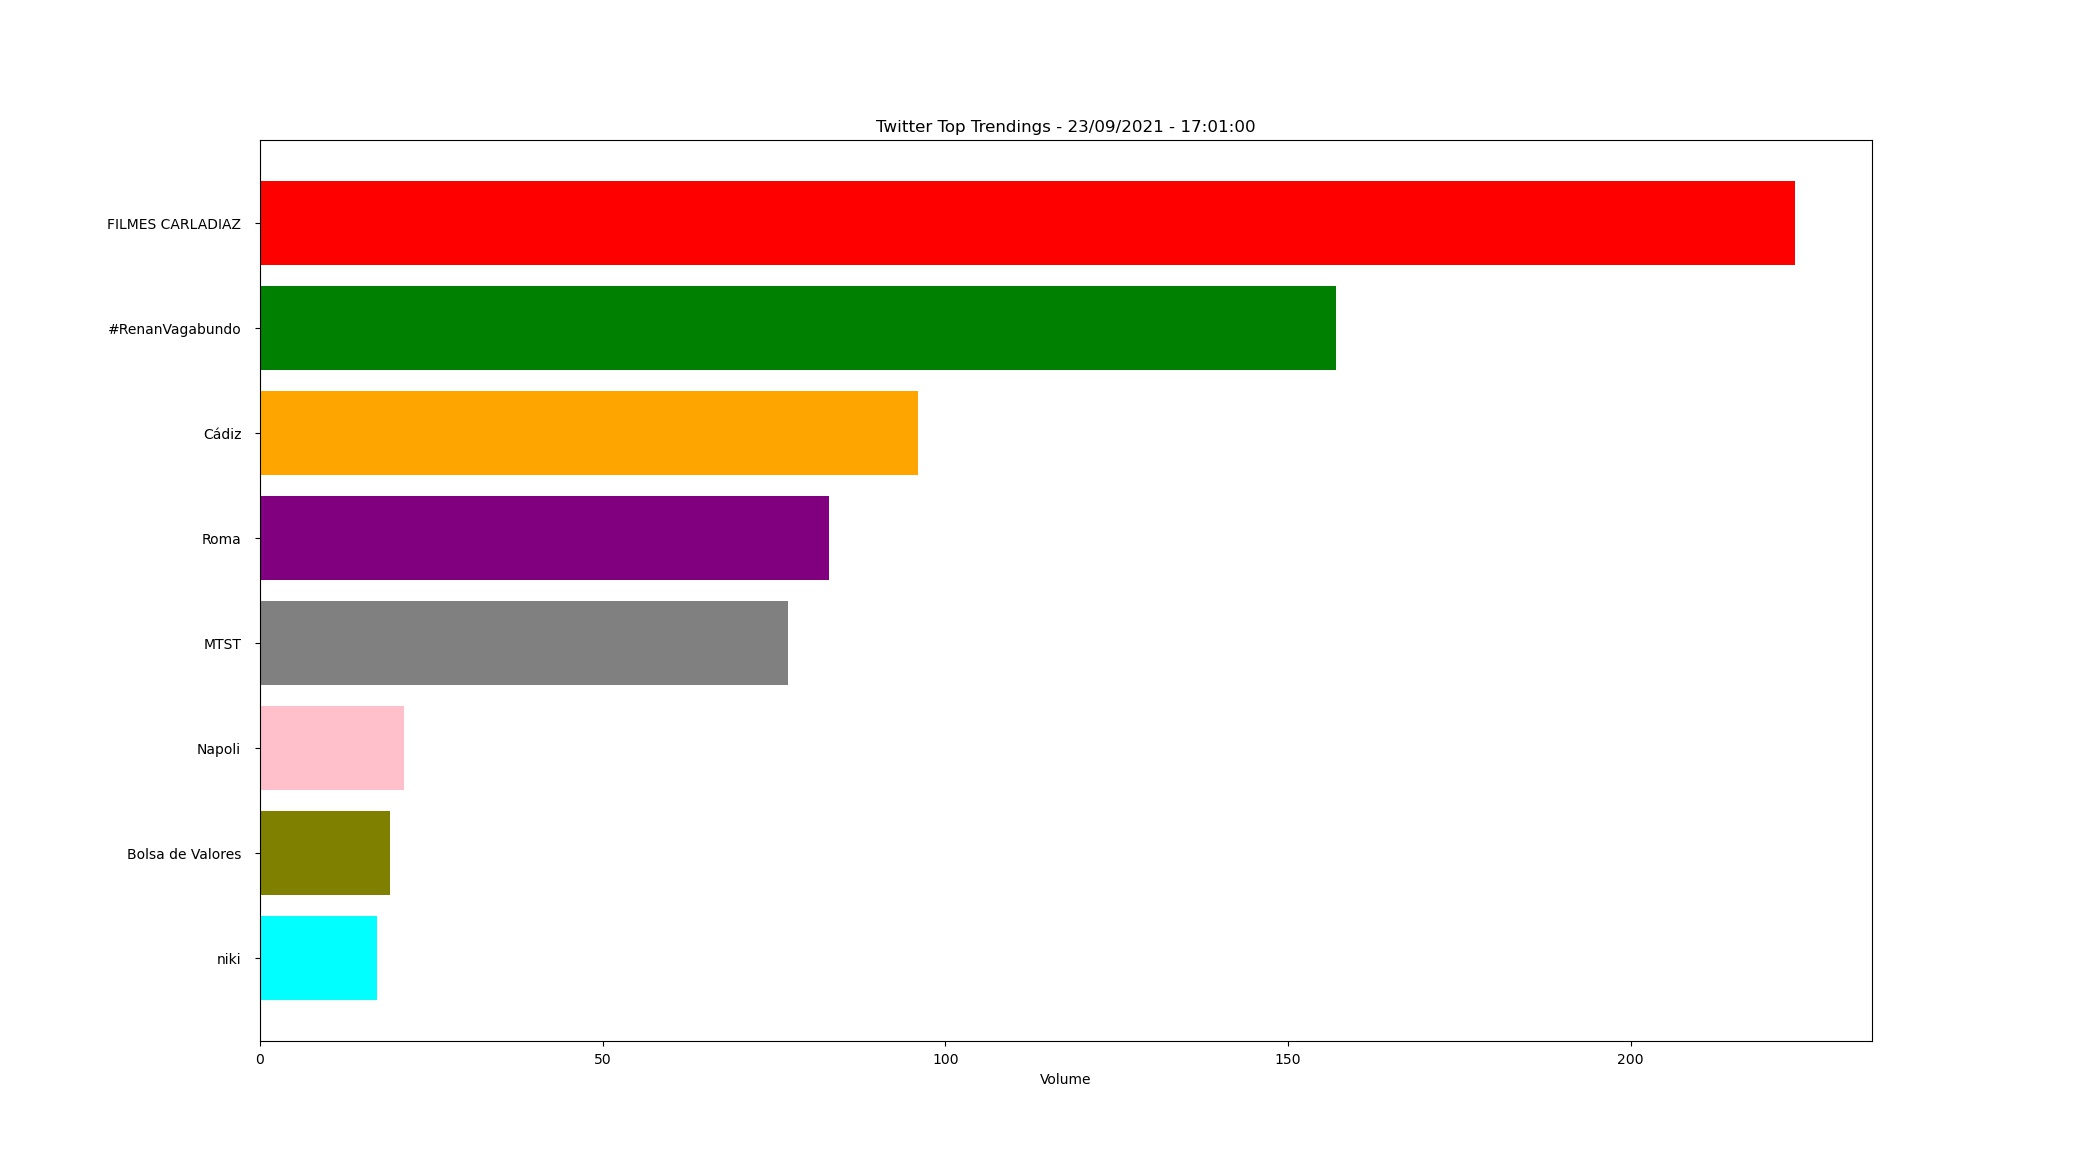 Twitter Top Trendings - 23/09/2021 - 17:01:00
FILMES CARLADIAZ
#RenanVagabundo
Cádiz
Roma
MTST
Napoli
Bolsa de Valores
niki
0 50 100 150 200
Volume